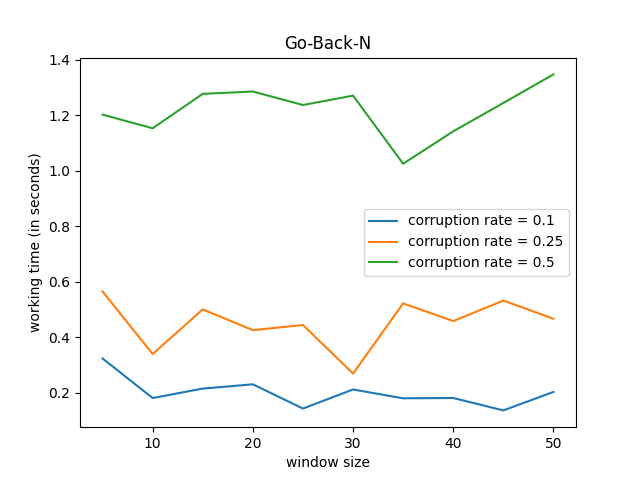 Go-Back-N
1.4
1.2
1.0
0.8
0.6
0.4
0.2
working time (in seconds)
corruption rate = 0.1
corruption rate = 0.25
corruption rate = 0.5
10 20 30 40 50
window size